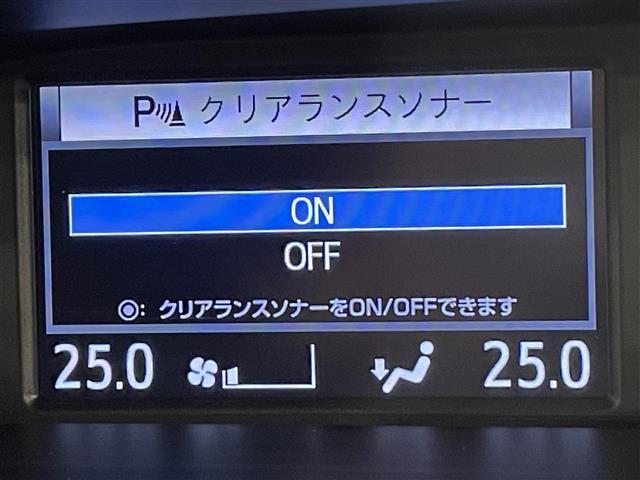 P クリアランスソナー
ON
OFF
◎: クリアランスソナーをON/OFFできます
25.0 25.0